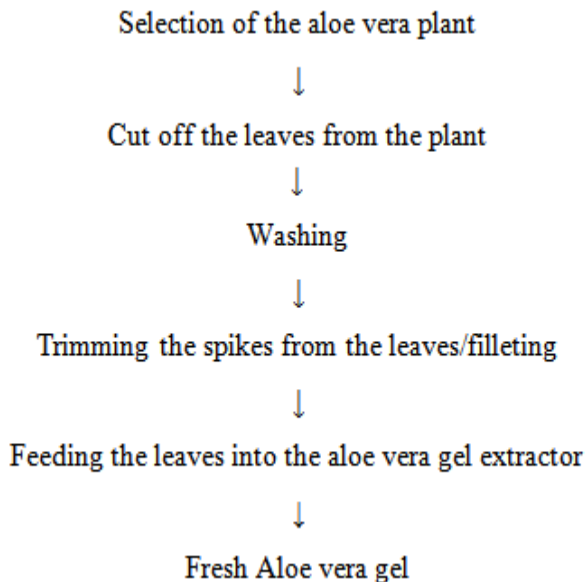 Selection of the aloe vera plant
↓
Cut off the leaves from the plant
↓
Washing
↓
Trimming the spikes from the leaves/filleting
↓
Feeding the leaves into the aloe vera gel extractor
↓
Fresh Aloe vera gel